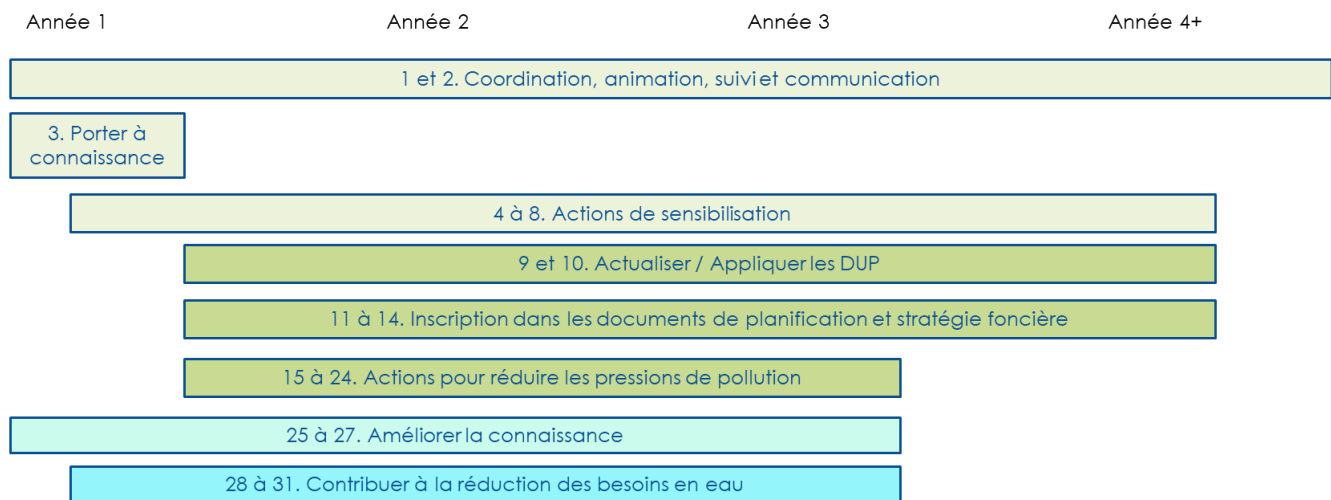 Année 1 Année 2 Année 3 Année 4+
1 et 2. Coordination, animation, suivi et communication
3. Porter à
connaissance
4 à 8. Actions de sensibilisation
9 et 10. Actualiser / Appliquer les DUP
11 à 14. Inscription dans les documents de planification et stratégie foncière
15 à 24. Actions pour réduire les pressions de pollution
25 à 27. Améliorer la connaissance
28 à 31. Contribuer à la réduction des besoins en eau